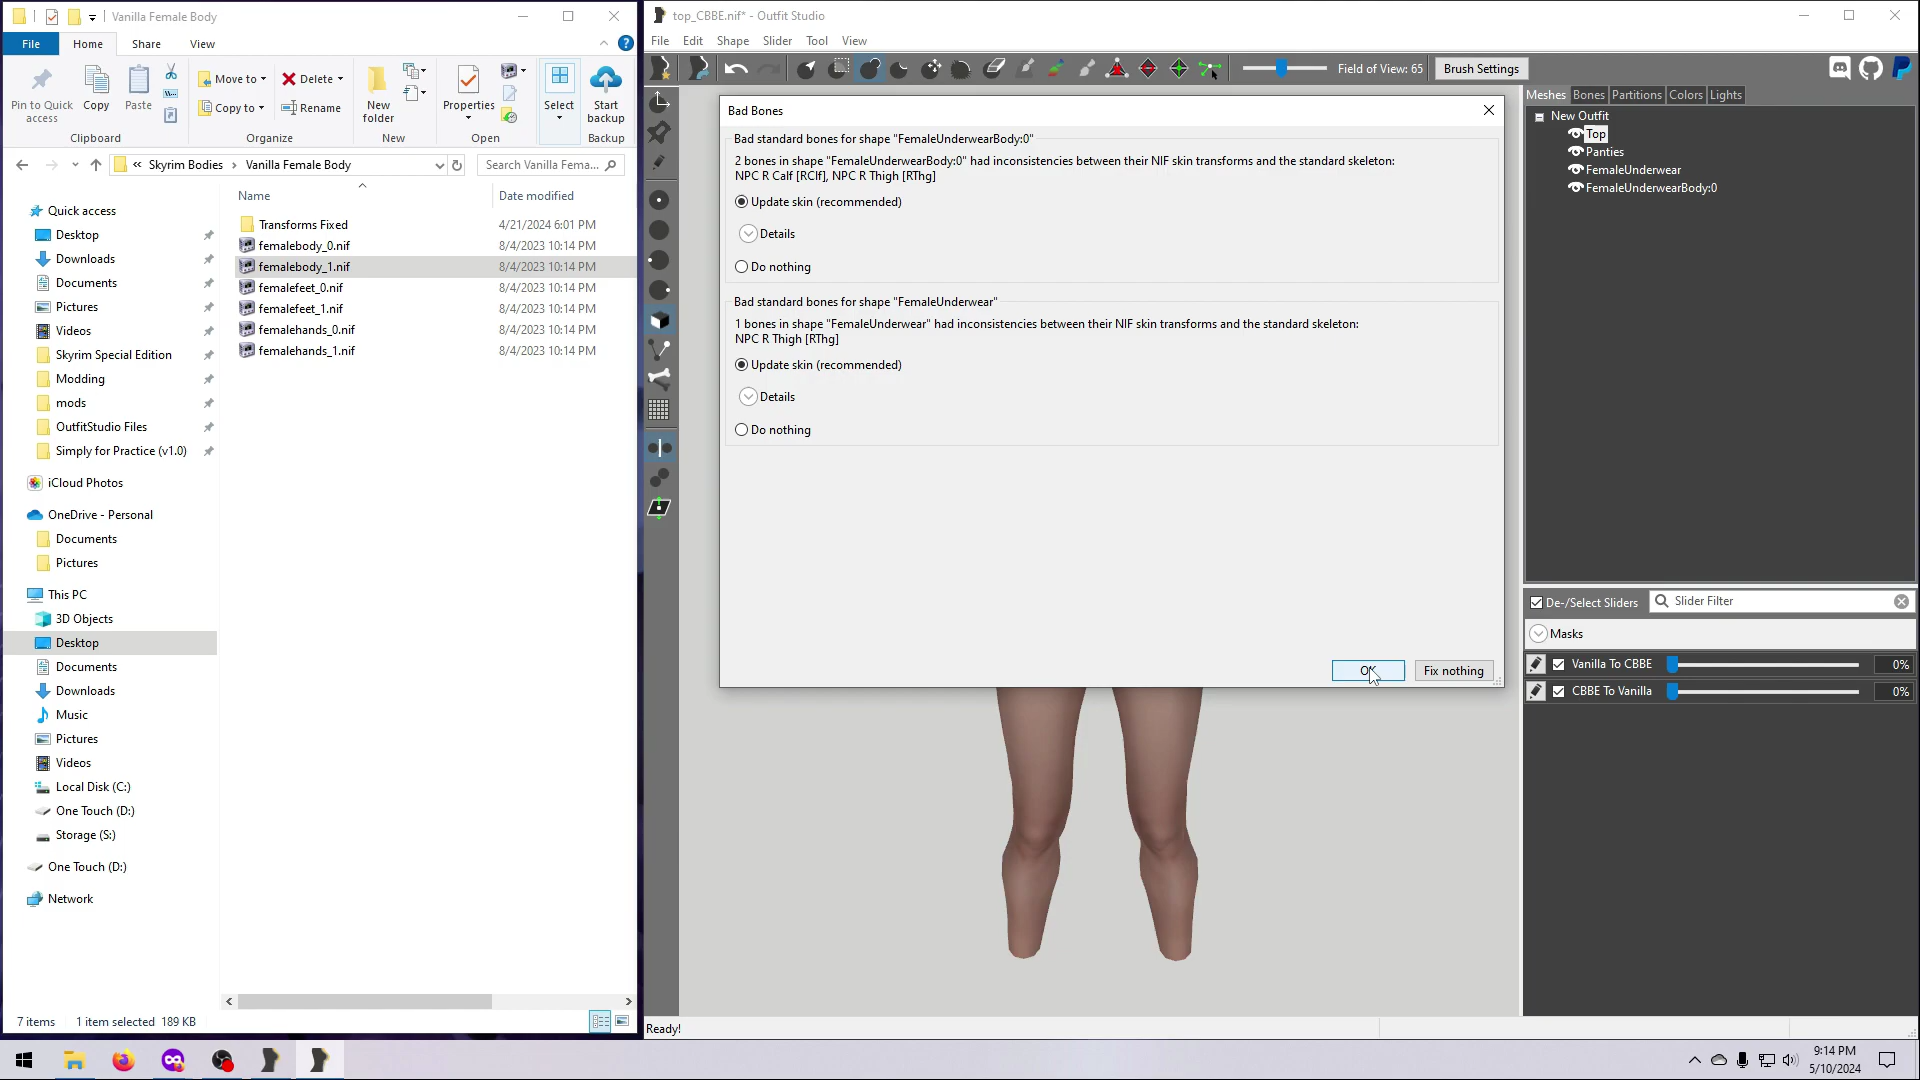 Vanilla Female Body
File
Home
Share
View
Pin to Quick access
Copy
Paste
Clipboard
Move to
Copy to
Delete
Rename
Organize
New folder
New
Properties
Open
Select
Start backup
Backup
« Skyrim Bodies > Vanilla Female Body
Search Vanilla Fema...
Name
Date modified
Quick access
Desktop
Downloads
Documents
Pictures
Videos
Skyrim Special Edition
Modding
mods
OutfitStudio Files
Simply for Practice (v1.0)
iCloud Photos
OneDrive - Personal
Documents
Pictures
This PC
3D Objects
Desktop
Documents
Downloads
Music
Pictures
Videos
Local Disk (C:)
One Touch (D:)
Storage (S:)
One Touch (D:)
Network
Transforms Fixed 4/21/2024 6:01 PM
femalebody_0.nif 8/4/2023 10:14 PM
femalebody_1.nif 8/4/2023 10:14 PM
femalefeet_0.nif 8/4/2023 10:14 PM
femalefeet_1.nif 8/4/2023 10:14 PM
femalehands_0.nif 8/4/2023 10:14 PM
femalehands_1.nif 8/4/2023 10:14 PM
7 items 1 item selected 189 KB
top_CBBE.nif* - Outfit Studio
File Edit Shape Slider Tool View
Field of View: 65
Brush Settings
Bad Bones
Bad standard bones for shape "FemaleUnderwearBody:0"
2 bones in shape "FemaleUnderwearBody:0" had inconsistencies between their NIF skin transforms and the standard skeleton:
NPC R Calf [RClf], NPC R Thigh [RThg]
Update skin (recommended)
Details
Do nothing
Bad standard bones for shape "FemaleUnderwear"
1 bones in shape "FemaleUnderwear" had inconsistencies between their NIF skin transforms and the standard skeleton:
NPC R Thigh [RThg]
Update skin (recommended)
Details
Do nothing
OK
Fix nothing
Meshes Bones Partitions Colors Lights
New Outfit
Top
Panties
FemaleUnderwear
FemaleUnderwearBody:0
De-/Select Sliders
Slider Filter
Masks
Vanilla To CBBE 0%
CBBE To Vanilla 0%
Ready!
9:14 PM
5/10/2024